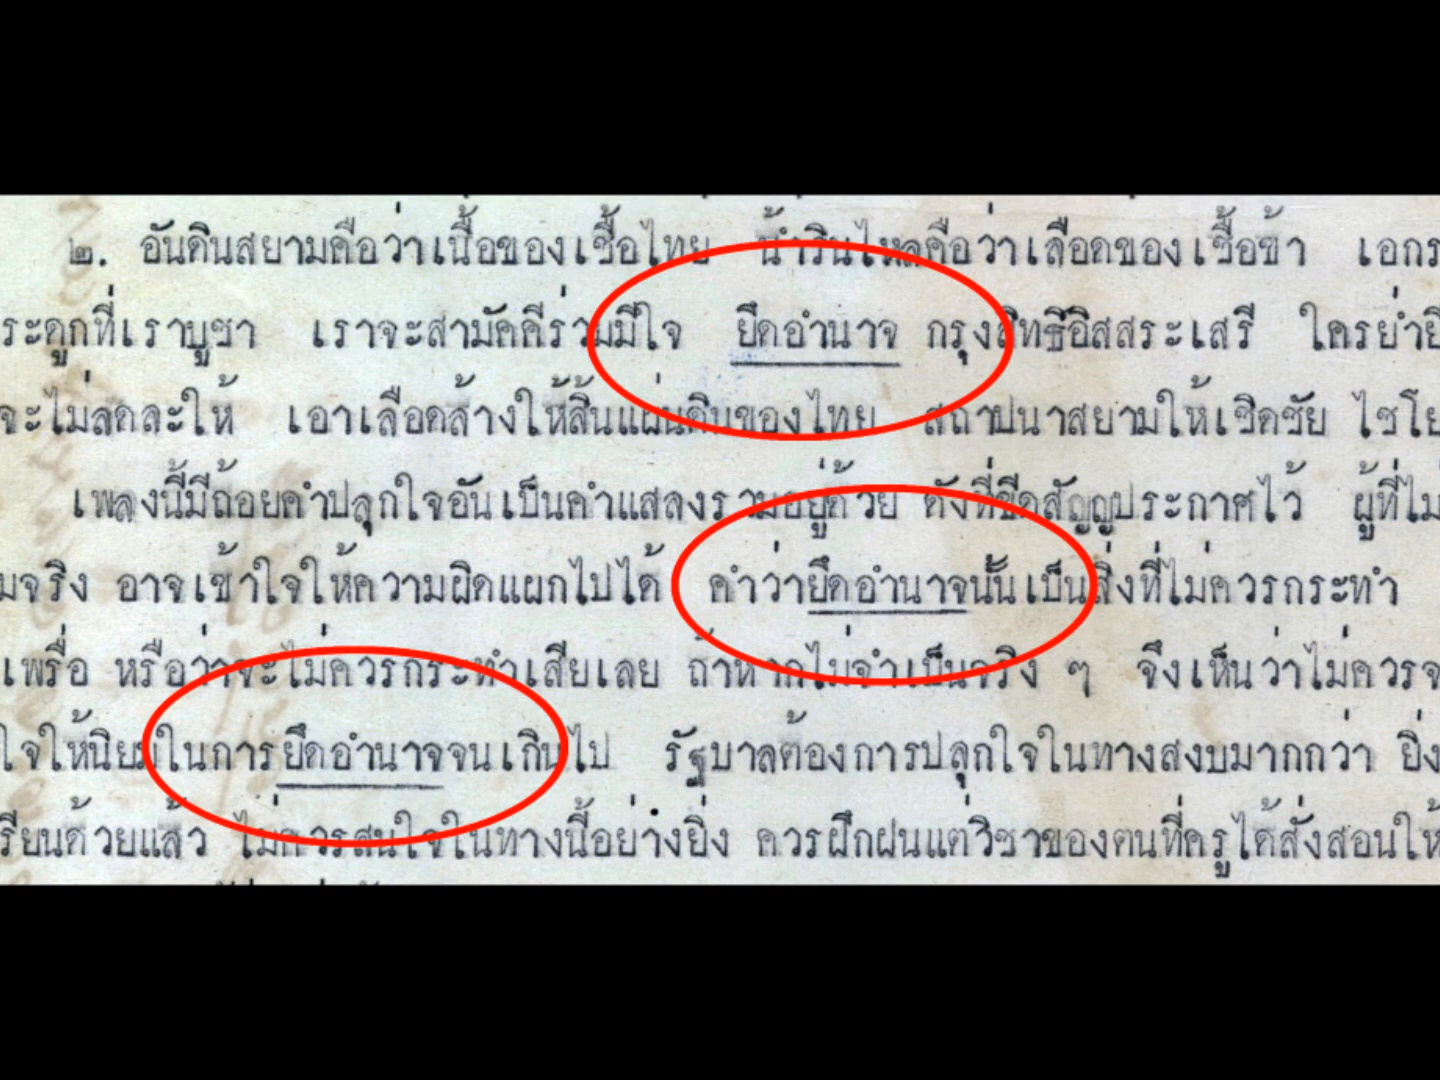 ๒. อันดินสยามคือว่าเนื้อของเชื้อไทย น้ำรินไหลคือว่าเลือดของเชื้อข้า เอกร
ระดูกที่เราบูชา เราจะสามัคคีร่วมมีใจ ยึดอำนาจ กรุงสิทธิอิสสระเสรี ใครย่ำยี
จะไม่ลดละให้ เอาเลือดล้างให้สิ้นแผ่นดินของไทย สถาปนาสยามให้เชิดชัย ไชโย
เพลงนี้มีถ้อยคำปลุกใจอันเป็นคำแสลงรวมอยู่ด้วย ดังที่ขีดสัญญประกาศไว้ ผู้ที่ไม่
มจริง อาจเข้าใจให้ความผิดแผกไปได้ คำว่ายึดอำนาจนั้นเป็นสิ่งที่ไม่ควรกระทำ
เพรื่อ หรือว่าจะไม่ควรกระทำเสียเลย ถ้าหากไม่จำเป็นจริง ๆ จึงเห็นว่าไม่ควรจ
ใจให้นิยมในการยึดอำนาจจนเกินไป รัฐบาลต้องการปลุกใจในทางสงบมากกว่า ยิ่ง
รียนด้วยแล้ว ไม่ควรสนใจในทางนี้อย่างยิ่ง ควรฝึกฝนแต่วิชาของตนที่ครูได้สั่งสอนให้